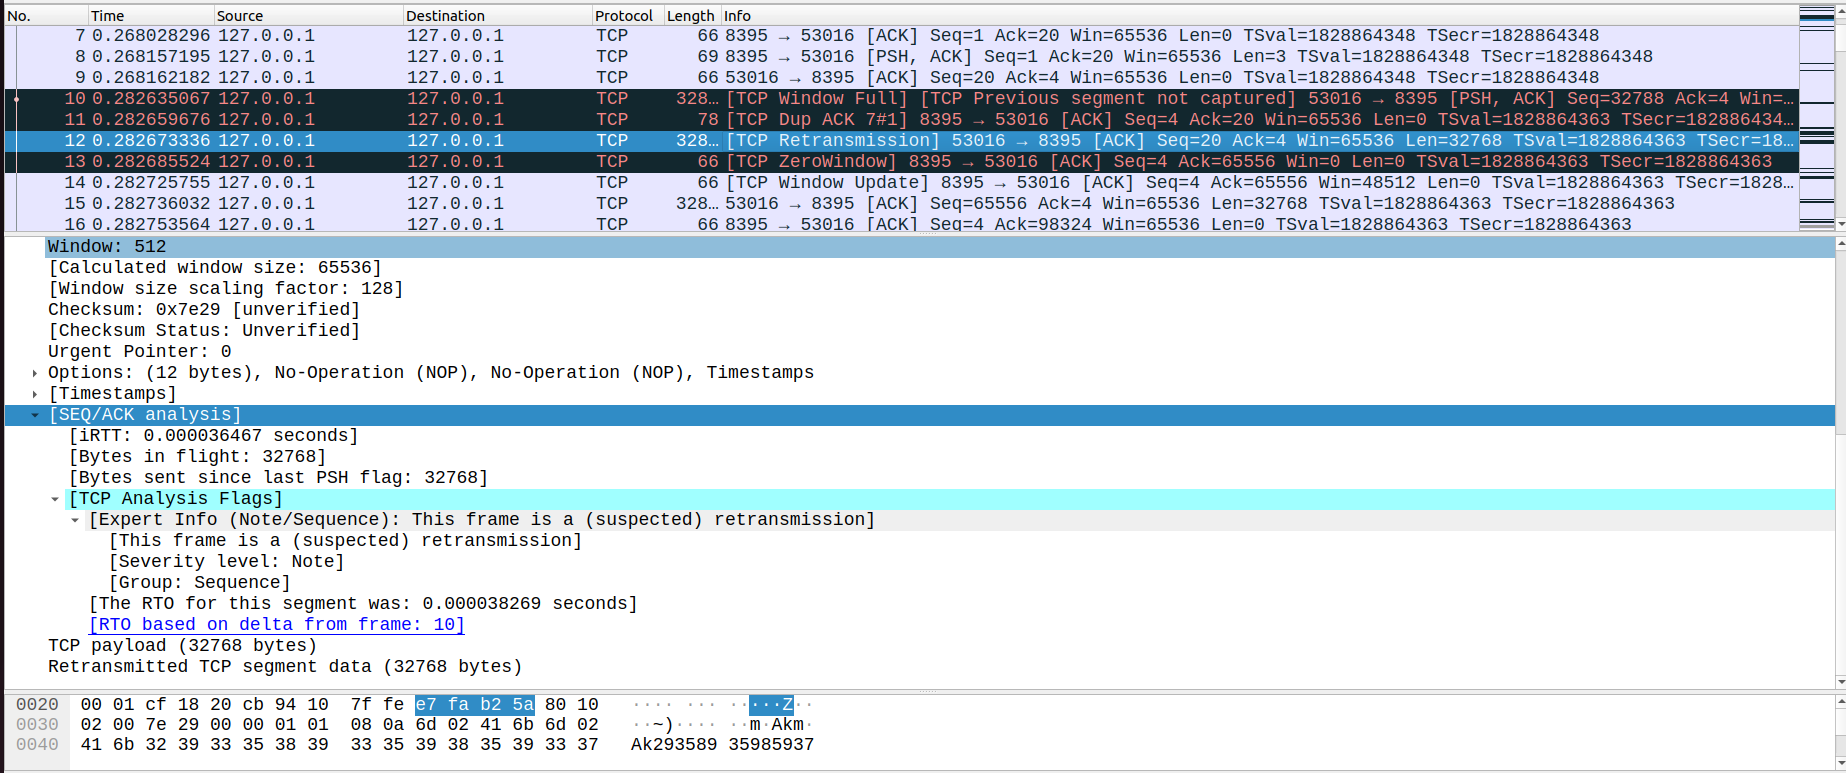 No. Time Source Destination Protocol Length Info
7 0.268028296 127.0.0.1 127.0.0.1 TCP 66 8395 → 53016 [ACK] Seq=1 Ack=20 Win=65536 Len=0 TSval=1828864348 TSecr=1828864348
8 0.268157195 127.0.0.1 127.0.0.1 TCP 69 8395 → 53016 [PSH, ACK] Seq=1 Ack=20 Win=65536 Len=3 TSval=1828864348 TSecr=1828864348
9 0.268162182 127.0.0.1 127.0.0.1 TCP 66 53016 → 8395 [ACK] Seq=20 Ack=4 Win=65536 Len=0 TSval=1828864348 TSecr=1828864348
10 0.282635067 127.0.0.1 127.0.0.1 TCP 328… [TCP Window Full] [TCP Previous segment not captured] 53016 → 8395 [PSH, ACK] Seq=32788 Ack=4 Win=…
11 0.282659676 127.0.0.1 127.0.0.1 TCP 78 [TCP Dup ACK 7#1] 8395 → 53016 [ACK] Seq=4 Ack=20 Win=65536 Len=0 TSval=1828864363 TSecr=182886434…
12 0.282673336 127.0.0.1 127.0.0.1 TCP 328… [TCP Retransmission] 53016 → 8395 [ACK] Seq=20 Ack=4 Win=65536 Len=32768 TSval=1828864363 TSecr=18…
13 0.282685524 127.0.0.1 127.0.0.1 TCP 66 [TCP ZeroWindow] 8395 → 53016 [ACK] Seq=4 Ack=65556 Win=0 Len=0 TSval=1828864363 TSecr=1828864363
14 0.282725755 127.0.0.1 127.0.0.1 TCP 66 [TCP Window Update] 8395 → 53016 [ACK] Seq=4 Ack=65556 Win=48512 Len=0 TSval=1828864363 TSecr=1828…
15 0.282736032 127.0.0.1 127.0.0.1 TCP 328… 53016 → 8395 [ACK] Seq=65556 Ack=4 Win=65536 Len=32768 TSval=1828864363 TSecr=1828864363
16 0.282753564 127.0.0.1 127.0.0.1 TCP 66 8395 → 53016 [ACK] Seq=4 Ack=98324 Win=65536 Len=0 TSval=1828864363 TSecr=1828864363
Window: 512
[Calculated window size: 65536]
[Window size scaling factor: 128]
Checksum: 0x7e29 [unverified]
[Checksum Status: Unverified]
Urgent Pointer: 0
Options: (12 bytes), No-Operation (NOP), No-Operation (NOP), Timestamps
[Timestamps]
[SEQ/ACK analysis]
[iRTT: 0.000036467 seconds]
[Bytes in flight: 32768]
[Bytes sent since last PSH flag: 32768]
[TCP Analysis Flags]
[Expert Info (Note/Sequence): This frame is a (suspected) retransmission]
[This frame is a (suspected) retransmission]
[Severity level: Note]
[Group: Sequence]
[The RTO for this segment was: 0.000038269 seconds]
[RTO based on delta from frame: 10]
TCP payload (32768 bytes)
Retransmitted TCP segment data (32768 bytes)
0020 00 01 cf 18 20 cb 94 10 7f fe e7 fa b2 5a 80 10 ···· ··· ·····Z··
0030 02 00 7e 29 00 00 01 01 08 0a 6d 02 41 6b 6d 02 ··~)···· ··m·Akm·
0040 41 6b 32 39 33 35 38 39 33 35 39 38 35 39 33 37 Ak293589 35985937